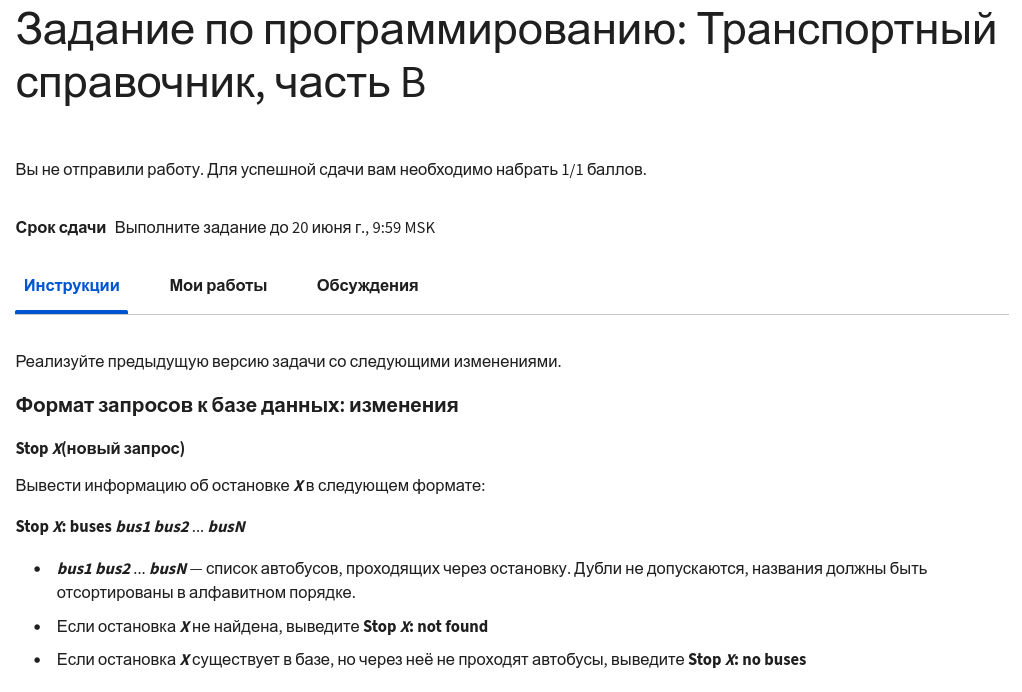 Задание по программированию: Транспортный
справочник, часть B
Вы не отправили работу. Для успешной сдачи вам необходимо набрать 1/1 баллов.
Срок сдачи Выполните задание до 20 июня г., 9:59 MSK
Инструкции Мои работы Обсуждения
Реализуйте предыдущую версию задачи со следующими изменениями.
Формат запросов к базе данных: изменения
Stop X(новый запрос)
Вывести информацию об остановке X в следующем формате:
Stop X: buses bus1 bus2 ... busN
• bus1 bus2 ... busN — список автобусов, проходящих через остановку. Дубли не допускаются, названия должны быть
отсортированы в алфавитном порядке.
• Если остановка X не найдена, выведите Stop X: not found
• Если остановка X существует в базе, но через неё не проходят автобусы, выведите Stop X: no buses